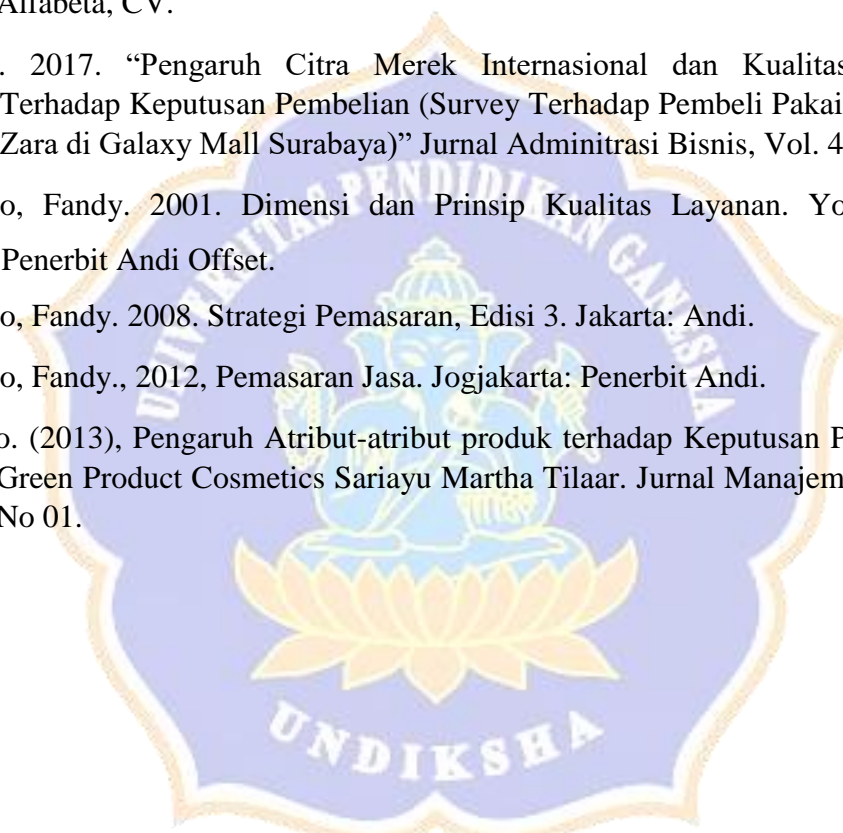 Alfabeta, CV.
. 2017. “Pengaruh Citra Merek Internasional dan Kualitas
Terhadap Keputusan Pembelian (Survey Terhadap Pembeli Pakai
Zara di Galaxy Mall Surabaya)” Jurnal Adminitrasi Bisnis, Vol. 4
o, Fandy. 2001. Dimensi dan Prinsip Kualitas Layanan. Yo
Penerbit Andi Offset.
o, Fandy. 2008. Strategi Pemasaran, Edisi 3. Jakarta: Andi.
o, Fandy., 2012, Pemasaran Jasa. Jogjakarta: Penerbit Andi.
o. (2013), Pengaruh Atribut-atribut produk terhadap Keputusan P
Green Product Cosmetics Sariayu Martha Tilaar. Jurnal Manajem
No 01.
UNIVERSITAS PENDIDIKAN GANESHA
UNDIKSHA